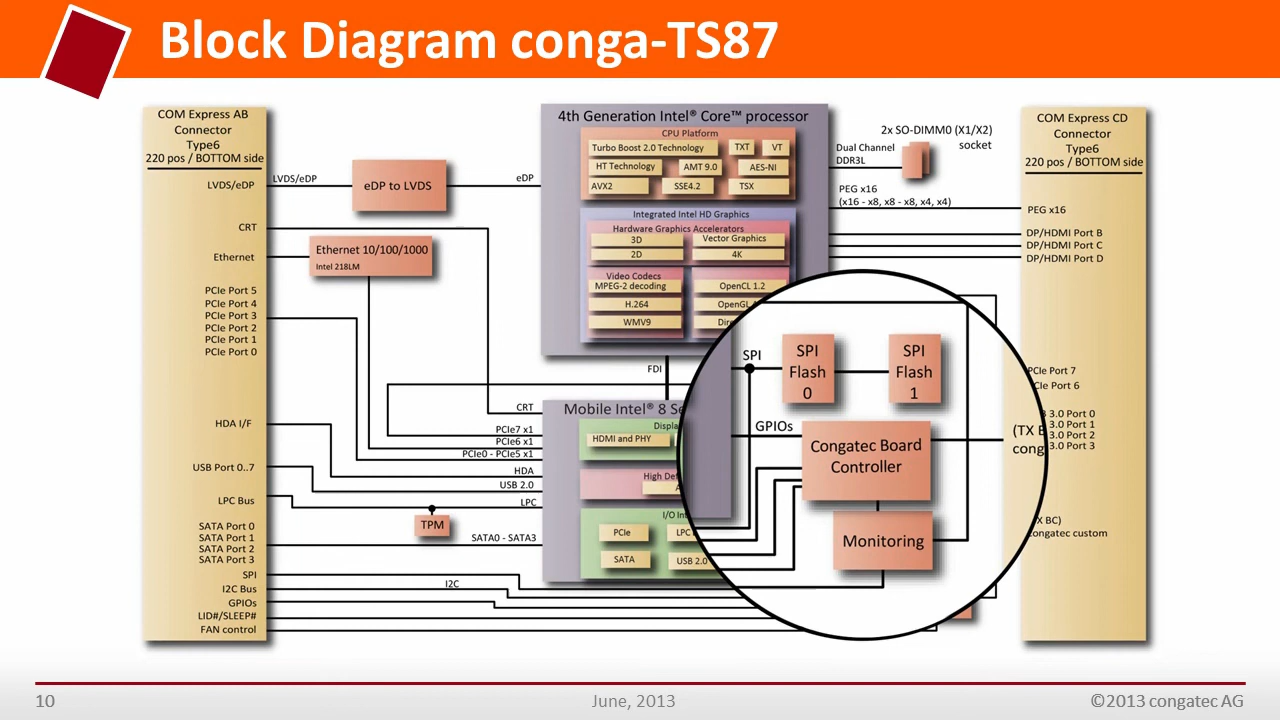 Block Diagram conga-TS87
COM Express AB
Connector
Type6
220 pos / BOTTOM side
LVDS/eDP
CRT
Ethernet
PCIe Port 5
PCIe Port 4
PCIe Port 3
PCIe Port 2
PCIe Port 1
PCIe Port 0
HDA I/F
USB Port 0..7
LPC Bus
SATA Port 0
SATA Port 1
SATA Port 2
SATA Port 3
SPI
I2C Bus
GPIOs
LID#/SLEEP#
FAN control
LVDS/eDP
eDP to LVDS
eDP
Ethernet 10/100/1000
Intel 218LM
TPM
I2C
4th Generation Intel® Core™ processor
CPU Platform
Turbo Boost 2.0 Technology
TXT
VT
HT Technology
AMT 9.0
AES-NI
AVX2
SSE4.2
TSX
Integrated Intel HD Graphics
Hardware Graphics Accelerators
3D
Vector Graphics
2D
4K
Video Codecs
MPEG-2 decoding
OpenCL 1.2
H.264
OpenGL
WMV9
FDI
CRT
PCIe7 x1
PCIe6 x1
PCIe0 - PCIe5 x1
HDA
USB 2.0
LPC
SATA0 - SATA3
Mobile Intel® 8 Se
Displa
HDMI and PHY
High Def
I/O In
PCIe
LPC
SATA
USB 2.0
2x SO-DIMM0 (X1/X2)
socket
Dual Channel
DDR3L
PEG x16
(x16 - x8, x8 - x8, x4, x4)
SPI
SPI
Flash
0
SPI
Flash
1
GPIOs
Congatec Board
Controller
Monitoring
(TX B
cong
COM Express CD
Connector
Type6
220 pos / BOTTOM side
PEG x16
DP/HDMI Port B
DP/HDMI Port C
DP/HDMI Port D
PCIe Port 7
CIe Port 6
3.0 Port 0
3.0 Port 1
3.0 Port 2
3.0 Port 3
X BC)
congatec custom
10
June, 2013
©2013 congatec AG